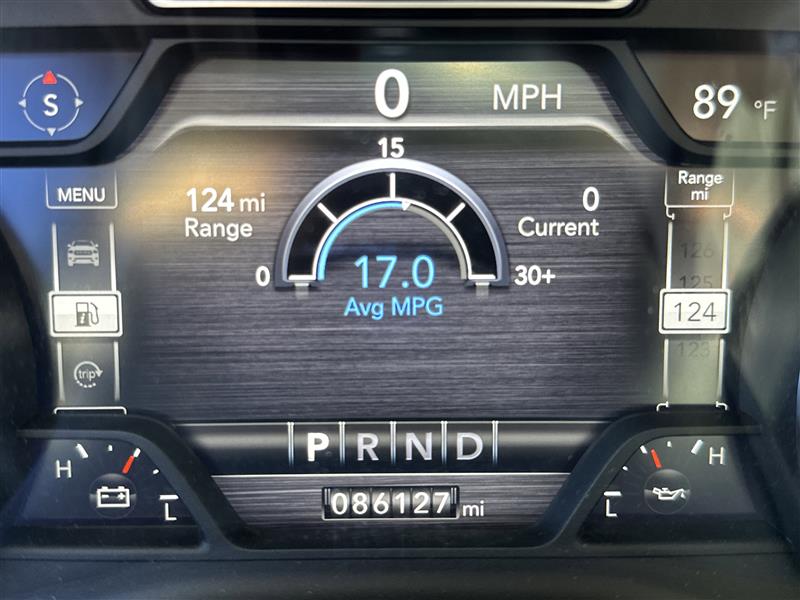 S
0 MPH
89 °F
15
MENU
124 mi
Range
0
Current
Range
mi
126
125
124
123
0
30+
17.0
Avg MPG
trip
P R N D
H
L
086127 mi
L
H